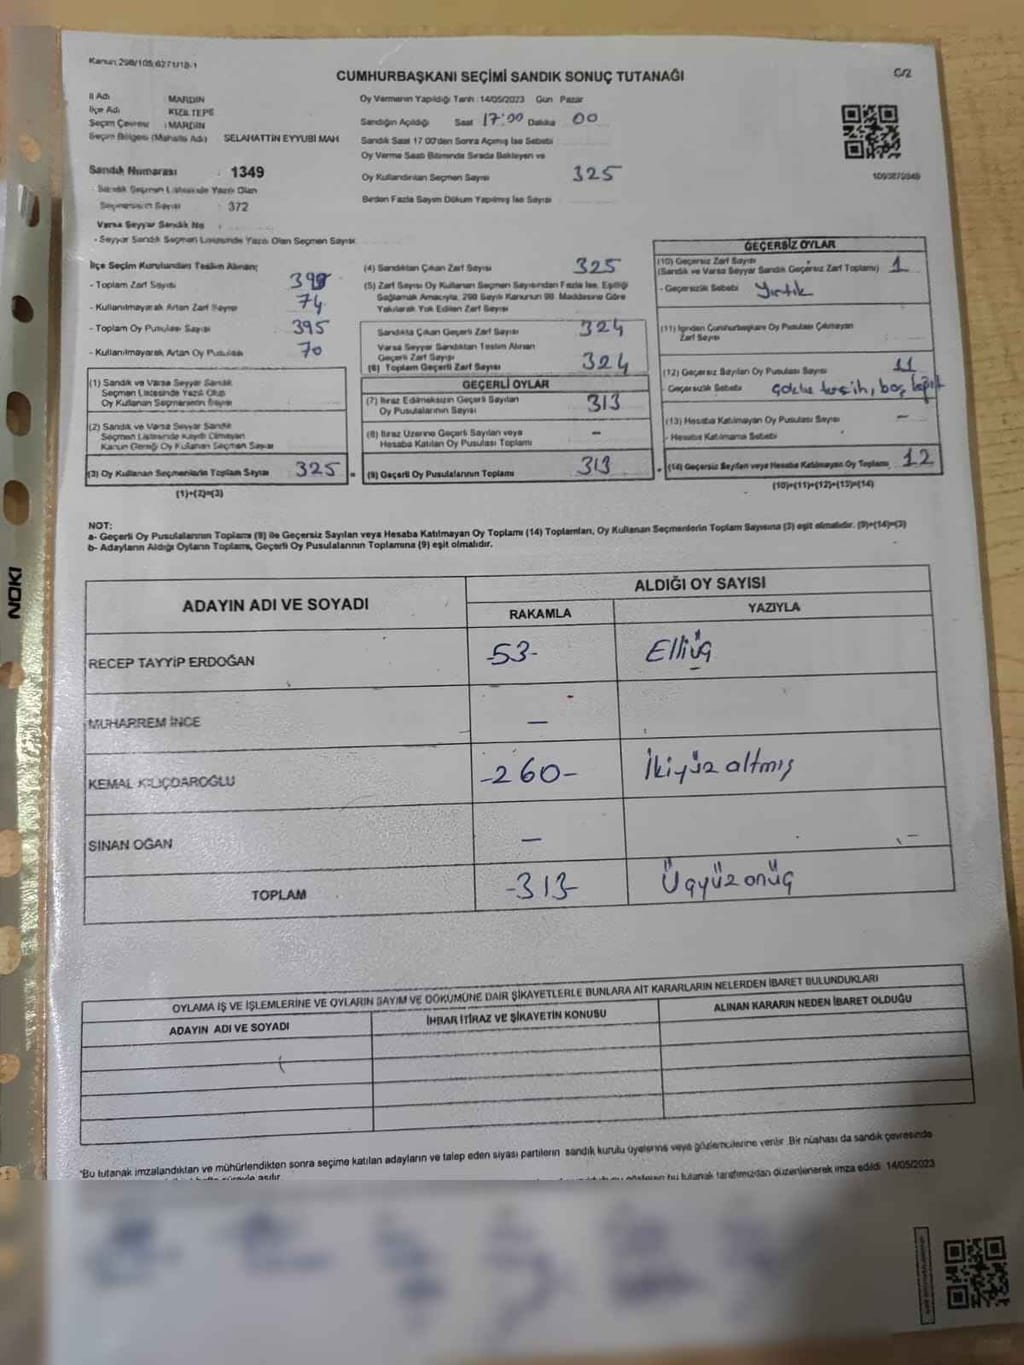 Kanun:298/105,6271/18-1
C/2
CUMHURBAŞKANI SEÇİMİ SANDIK SONUÇ TUTANAĞI
İl Adı : MARDİN
İlçe Adı KIZILTEPE
Seçim Çevresi : MARDİN
Seçim Bölgesi (Mahalle Adı) SELAHATTİN EYYUBİ MAH
Sandık Numarası : 1349
- Sandık Seçmen Listesinde Yazılı Olan
Seçmenlerin Sayısı : 372
Varsa Seyyar Sandık No :
- Seyyar Sandık Seçmen Listesinde Yazılı Olan Seçmen Sayısı
Oy Vermenin Yapıldığı Tarih :14/05/2023 Gün Pazar
Sandığın Açıldığı Saat 17:00 Dakika 00
Sandık Saat 17 00'den Sonra Açılmış İse Sebebi
Oy Verme Saati Bitiminde Sırada Bekleyen ve
Oy Kullandırılan Seçmen Sayısı 325
Birden Fazla Sayım Döküm Yapılmış İse Sayısı
İlçe Seçim Kurulundan Teslim Alınan;
- Toplam Zarf Sayısı
- Kullanılmayarak Artan Zarf Sayısı 74
- Toplam Oy Pusulası Sayısı 395
- Kullanılmayarak Artan Oy Pusulası 70
(1) Sandık ve Varsa Seyyar Sandık
Seçmen Listesinde Yazılı Olup
Oy Kullanan Seçmenlerin Sayısı
(2) Sandık ve Varsa Seyyar Sandık
Seçmen Listesinde Kayıtlı Olmayan
Kanun Gereği Oy Kullanan Seçmen Sayısı
(3) Oy Kullanan Seçmenlerin Toplam Sayısı 325 =
(1)+(2)=(3)
(4) Sandıktan Çıkan Zarf Sayısı 325
(5) Zarf Sayısı Oy Kullanan Seçmen Sayısından Fazla İse, Eşitliği
Sağlamak Amacıyla, 298 Sayılı Kanunun 98. Maddesine Göre
Yakılarak Yok Edilen Zarf Sayısı
Sandıkta Çıkan Geçerli Zarf Sayısı 324
Varsa Seyyar Sandıktan Teslim Alınan
Geçerli Zarf Sayısı
(6) Toplam Geçerli Zarf Sayısı 324
GEÇERLİ OYLAR
(7) İtiraz Edilmeksizin Geçerli Sayılan
Oy Pusulasının Sayısı 313
(8) İtiraz Üzerine Geçerli Sayılan veya
Hesaba Katılan Oy Pusulası Toplamı –
(9) Geçerli Oy Pusulalarının Toplamı 313 +
GEÇERSİZ OYLAR
(10) Geçersiz Zarf Sayısı
(Sandık ve Varsa Seyyar Sandık Geçersiz Zarf Toplamı) 1
- Geçersizlik Sebebi Yırtık
(11) İçinden Cumhurbaşkanı Oy Pusulası Çıkmayan
Zarf Sayısı
(12) Geçersiz Sayılan Oy Pusulası Sayısı 11
- Geçersizlik Sebebi Çoklu tercih, boş kağıt
(13) Hesaba Katılmayan Oy Pusulası Sayısı –
- Hesaba Katılmama Sebebi
(14) Geçersiz Sayılan veya Hesaba Katılmayan Oy Toplamı 12
(10)+(11)+(12)+(13)=(14)
NOT:
a- Geçerli Oy Pusulalarının Toplamı (9) ile Geçersiz Sayılan veya Hesaba Katılmayan Oy Toplamı (14) Toplamları, Oy Kullanan Seçmenlerin Toplam Sayısına (3) eşit olmalıdır. (9)+(14)=(3)
b- Adayların Aldığı Oyların Toplamı, Geçerli Oy Pusulalarının Toplamına (9) eşit olmalıdır.
ADAYIN ADI VE SOYADI
ALDIĞI OY SAYISI
RAKAMLA YAZIYLA
RECEP TAYYİP ERDOĞAN -53- Elliüç
MUHARREM İNCE –
KEMAL KILIÇDAROĞLU -260- İkiyüz altmış
SİNAN OĞAN –
TOPLAM -313- Üçyüz onüç
OYLAMA İŞ VE İŞLEMLERİNE VE OYLARIN SAYIM VE DÖKÜMÜNE DAİR ŞİKAYETLERLE BUNLARA AİT KARARLARIN NELERDEN İBARET BULUNDUKLARI
ADAYIN ADI VE SOYADI İHBAR İTİRAZ VE ŞİKAYETİN KONUSU ALINAN KARARIN NEDEN İBARET OLDUĞU
*Bu tutanak imzalandıktan ve mühürlendikten sonra seçime katılan adayların ve talep eden siyasi partilerin sandık kurulu üyelerine veya gözlemcilerine verilir. Bir nüshası da sandık çevresinde
bu tutanak tarafımızdan düzenlenerek imza edildi. 14/05/2023
NOKI